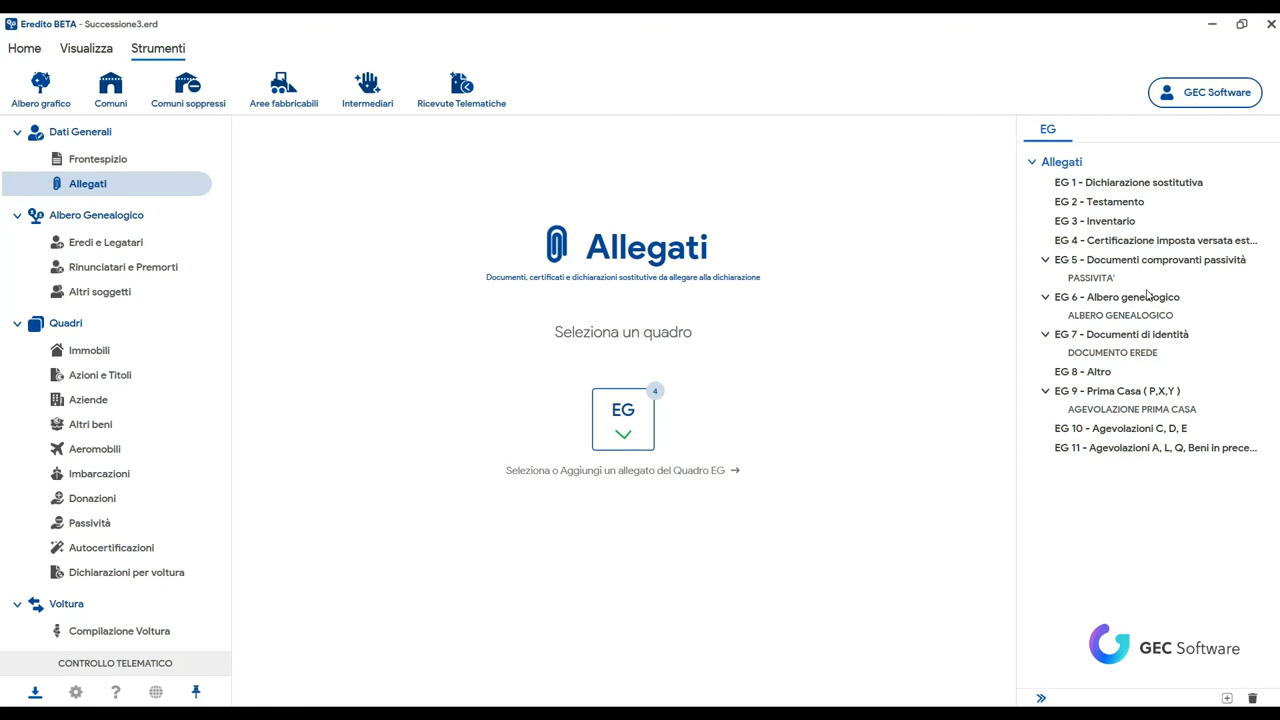 Eredito BETA - Successione3.erd
Home Visualizza Strumenti
Albero grafico Comuni Comuni soppressi Aree fabbricabili Intermediari Ricevute Telematiche
GEC Software
Dati Generali
Frontespizio
Allegati
Albero Genealogico
Eredi e Legatari
Rinunciatari e Premorti
Altri soggetti
Quadri
Immobili
Azioni e Titoli
Aziende
Altri beni
Aeromobili
Imbarcazioni
Donazioni
Passività
Autocertificazioni
Dichiarazioni per voltura
Voltura
Compilazione Voltura
CONTROLLO TELEMATICO
?
Allegati
Documenti, certificati e dichiarazioni sostitutive da allegare alla dichiarazione
Seleziona un quadro
4
EG
Seleziona o Aggiungi un allegato del Quadro EG →
EG
Allegati
EG 1 - Dichiarazione sostitutiva
EG 2 - Testamento
EG 3 - Inventario
EG 4 - Certificazione imposta versata est...
EG 5 - Documenti comprovanti passività
PASSIVITA'
EG 6 - Albero genealogico
ALBERO GENEALOGICO
EG 7 - Documenti di identità
DOCUMENTO EREDE
EG 8 - Altro
EG 9 - Prima Casa ( P,X,Y )
AGEVOLAZIONE PRIMA CASA
EG 10 - Agevolazioni C, D, E
EG 11 - Agevolazioni A, L, Q, Beni in prece...
GEC Software